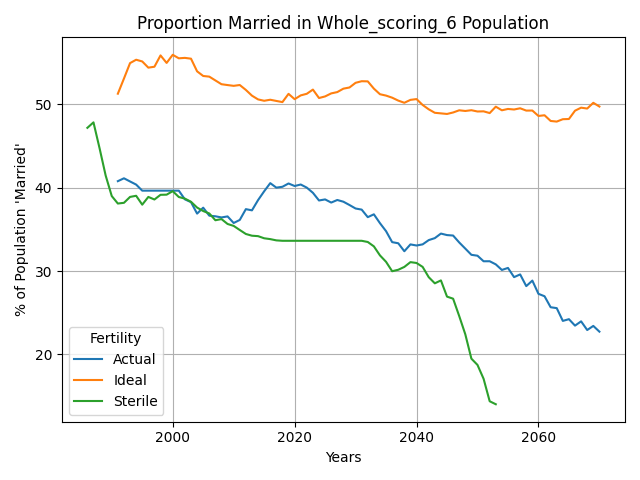 Proportion Married in Whole_scoring_6 Population
% of Population 'Married'
50
40
30
20
Fertility
Actual
Ideal
Sterile
2000 2020 2040 2060
Years